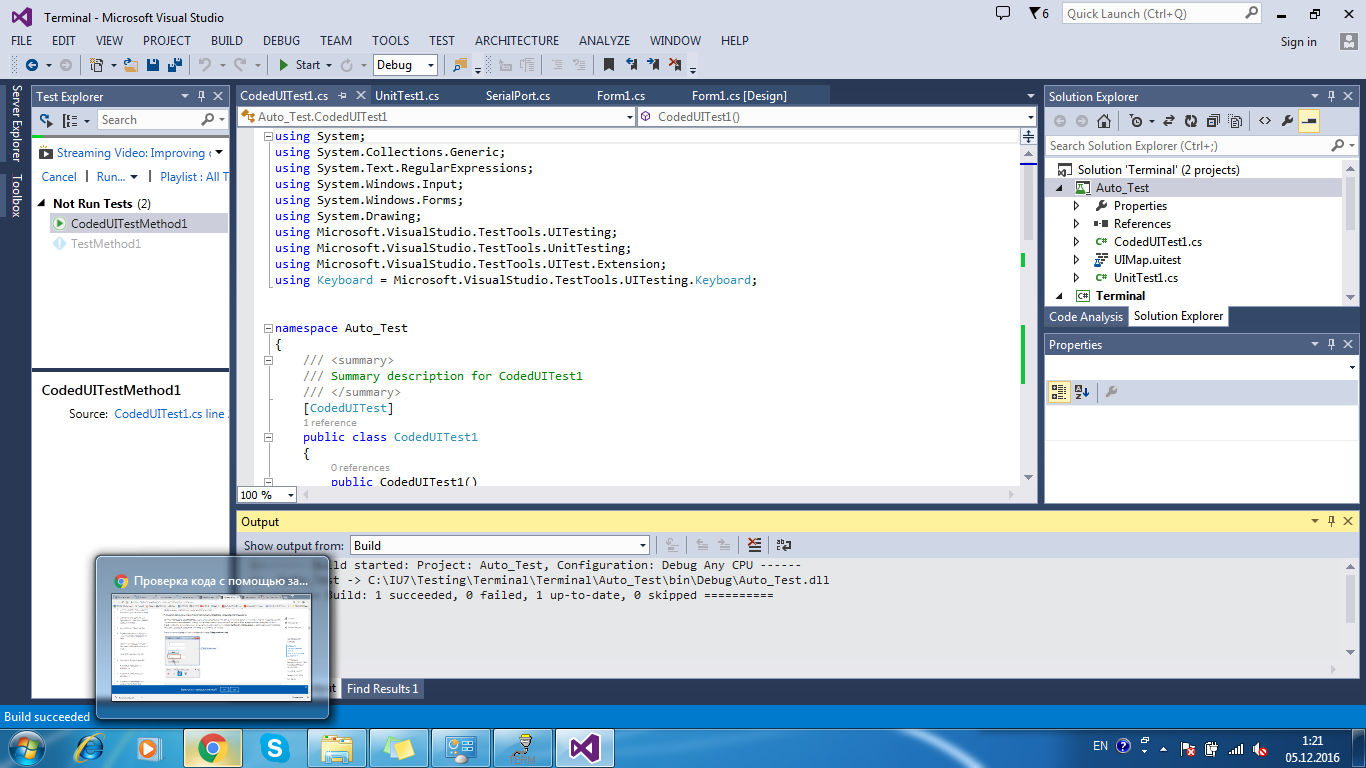 Terminal - Microsoft Visual Studio
6
Quick Launch (Ctrl+Q)
FILE EDIT VIEW PROJECT BUILD DEBUG TEAM TOOLS TEST ARCHITECTURE ANALYZE WINDOW HELP
Sign in
Start
Debug
Server Explorer
Toolbox
Test Explorer
Search
Streaming Video: Improving
Cancel | Run... | Playlist : All T
Not Run Tests (2)
CodedUITestMethod1
TestMethod1
CodedUITestMethod1
Source: CodedUITest1.cs line
CodedUITest1.cs UnitTest1.cs SerialPort.cs Form1.cs Form1.cs [Design]
Auto_Test.CodedUITest1
CodedUITest1()
using System;
using System.Collections.Generic;
using System.Text.RegularExpressions;
using System.Windows.Input;
using System.Windows.Forms;
using System.Drawing;
using Microsoft.VisualStudio.TestTools.UITesting;
using Microsoft.VisualStudio.TestTools.UnitTesting;
using Microsoft.VisualStudio.TestTools.UITest.Extension;
using Keyboard = Microsoft.VisualStudio.TestTools.UITesting.Keyboard;
namespace Auto_Test
{
/// <summary>
/// Summary description for CodedUITest1
/// </summary>
[CodedUITest]
1 reference
public class CodedUITest1
{
0 references
public CodedUITest1()
100 %
Solution Explorer
Search Solution Explorer (Ctrl+;)
Solution 'Terminal' (2 projects)
Auto_Test
Properties
References
CodedUITest1.cs
UIMap.uitest
UnitTest1.cs
Terminal
Code Analysis Solution Explorer
Properties
Output
Show output from: Build
build started: Project: Auto_Test, Configuration: Debug Any CPU ------
-> C:\IU7\Testing\Terminal\Terminal\Auto_Test\bin\Debug\Auto_Test.dll
Build: 1 succeeded, 0 failed, 1 up-to-date, 0 skipped ==========
Проверка кода с помощью за...
Find Results 1
Build succeeded
EN
1:21
05.12.2016